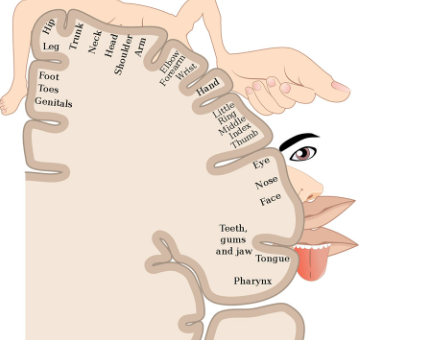 Hip
Leg
Trunk
Neck
Head
Shoulder
Arm
Elbow
Forearm
Wrist
Hand
Little
Ring
Middle
Index
Thumb
Eye
Nose
Face
Foot
Toes
Genitals
Teeth,
gums
and jaw
Tongue
Pharynx